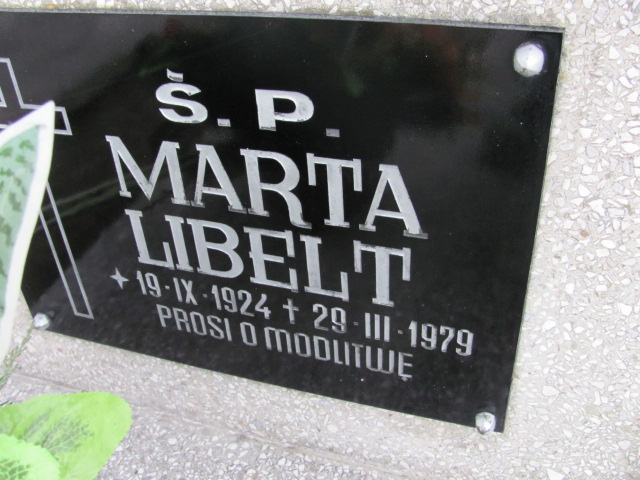 Ś. P.
MARTA
LIBELT
✦ 19·IX·1924 ✝ 29·III·1979
PROSI O MODLITWĘ